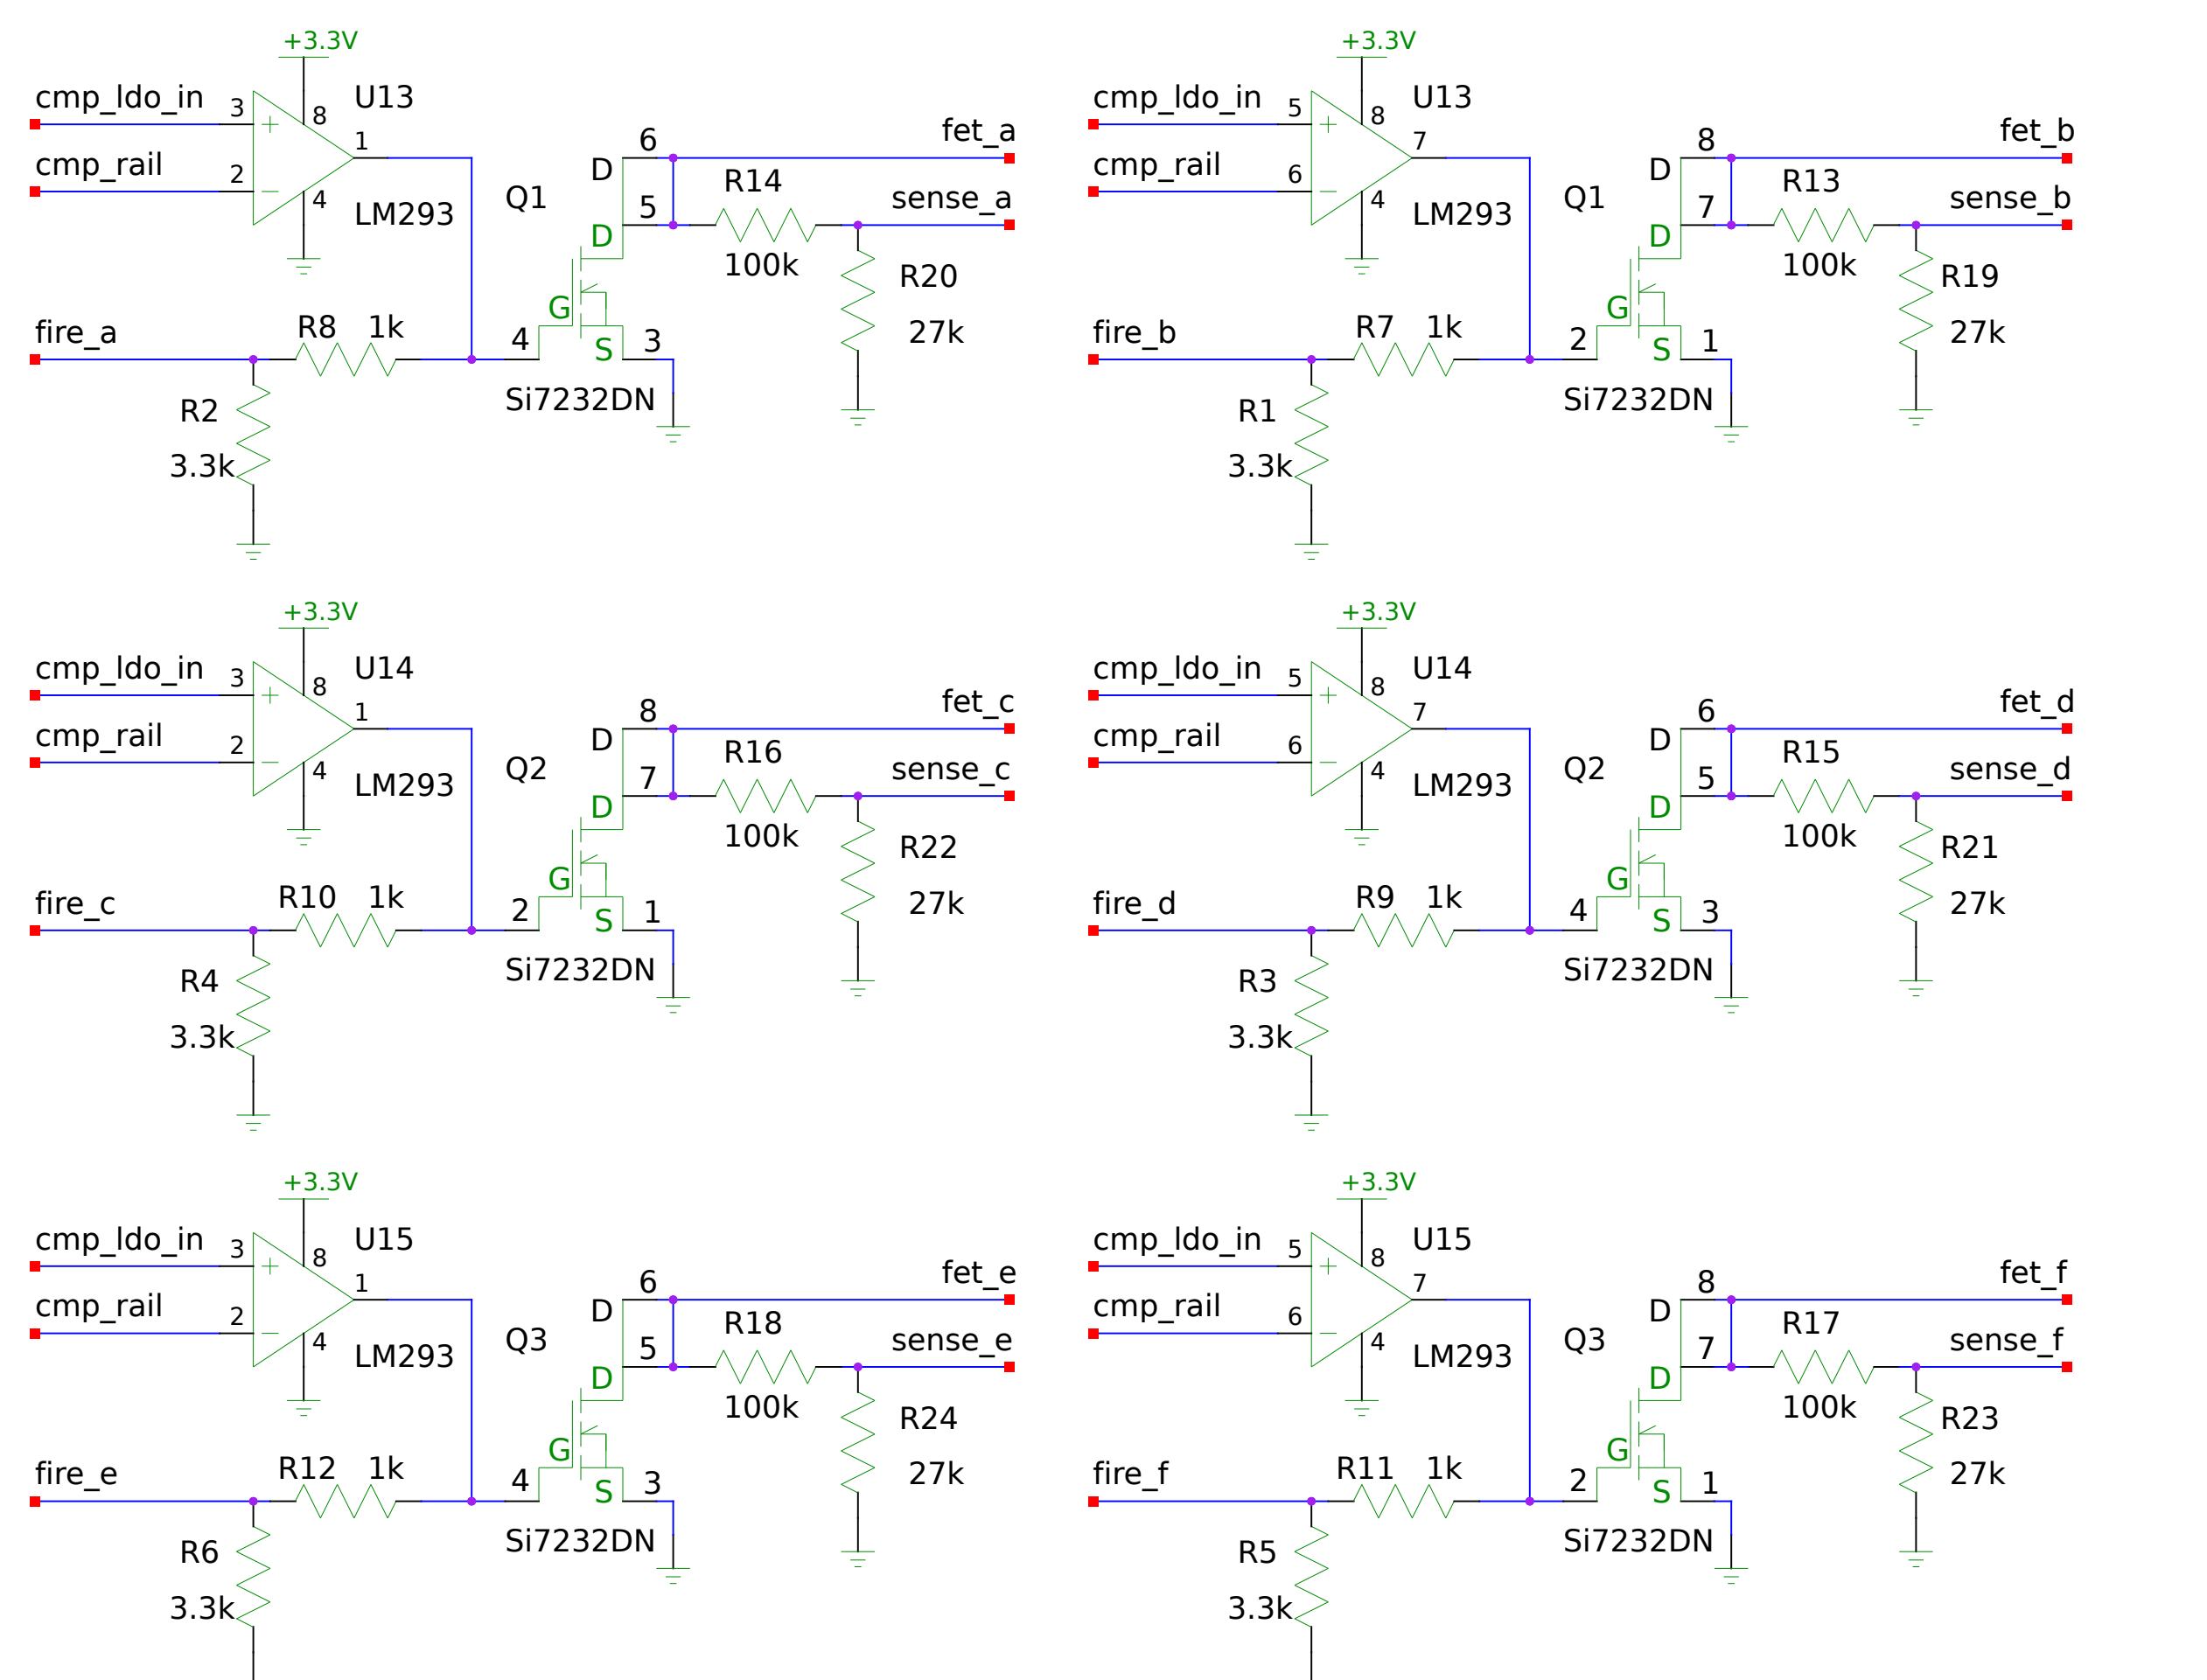 +3.3V
cmp_ldo_in 3 + 8 U13
1
cmp_rail 2 − 4 LM293
Q1
6 D fet_a
5 D R14 100k sense_a
R20 27k
fire_a R8 1k 4 G S 3
Si7232DN
R2 3.3k
+3.3V
cmp_ldo_in 5 + 8 U13
7
cmp_rail 6 − 4 LM293
Q1
8 D fet_b
7 D R13 100k sense_b
R19 27k
fire_b R7 1k 2 G S 1
Si7232DN
R1 3.3k
+3.3V
cmp_ldo_in 3 + 8 U14
1
cmp_rail 2 − 4 LM293
Q2
8 D fet_c
7 D R16 100k sense_c
R22 27k
fire_c R10 1k 2 G S 1
Si7232DN
R4 3.3k
+3.3V
cmp_ldo_in 5 + 8 U14
7
cmp_rail 6 − 4 LM293
Q2
6 D fet_d
5 D R15 100k sense_d
R21 27k
fire_d R9 1k 4 G S 3
Si7232DN
R3 3.3k
+3.3V
cmp_ldo_in 3 + 8 U15
1
cmp_rail 2 − 4 LM293
Q3
6 D fet_e
5 D R18 100k sense_e
R24 27k
fire_e R12 1k 4 G S 3
Si7232DN
R6 3.3k
+3.3V
cmp_ldo_in 5 + 8 U15
7
cmp_rail 6 − 4 LM293
Q3
8 D fet_f
7 D R17 100k sense_f
R23 27k
fire_f R11 1k 2 G S 1
Si7232DN
R5 3.3k